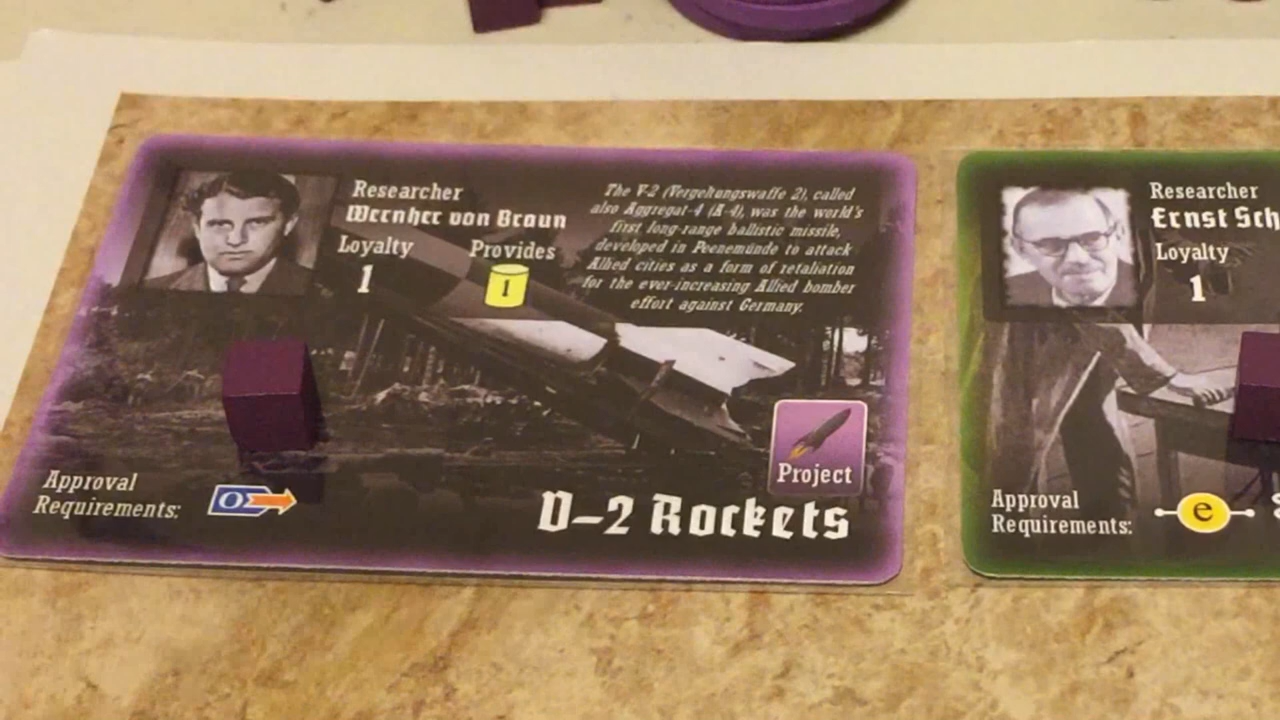 Researcher
Wernher von Braun
Loyalty
1
Provides
1
The V-2 (Vergeltungswaffe 2), called
also Aggregat-4 (A-4), was the world's
first long-range ballistic missile,
developed in Peenemünde to attack
Allied cities as a form of retaliation
for the ever-increasing Allied bomber
effort against Germany.
Project
Approval
Requirements:
O
V-2 Rockets
Researcher
Ernst Sch
Loyalty
1
Approval
Requirements:
e